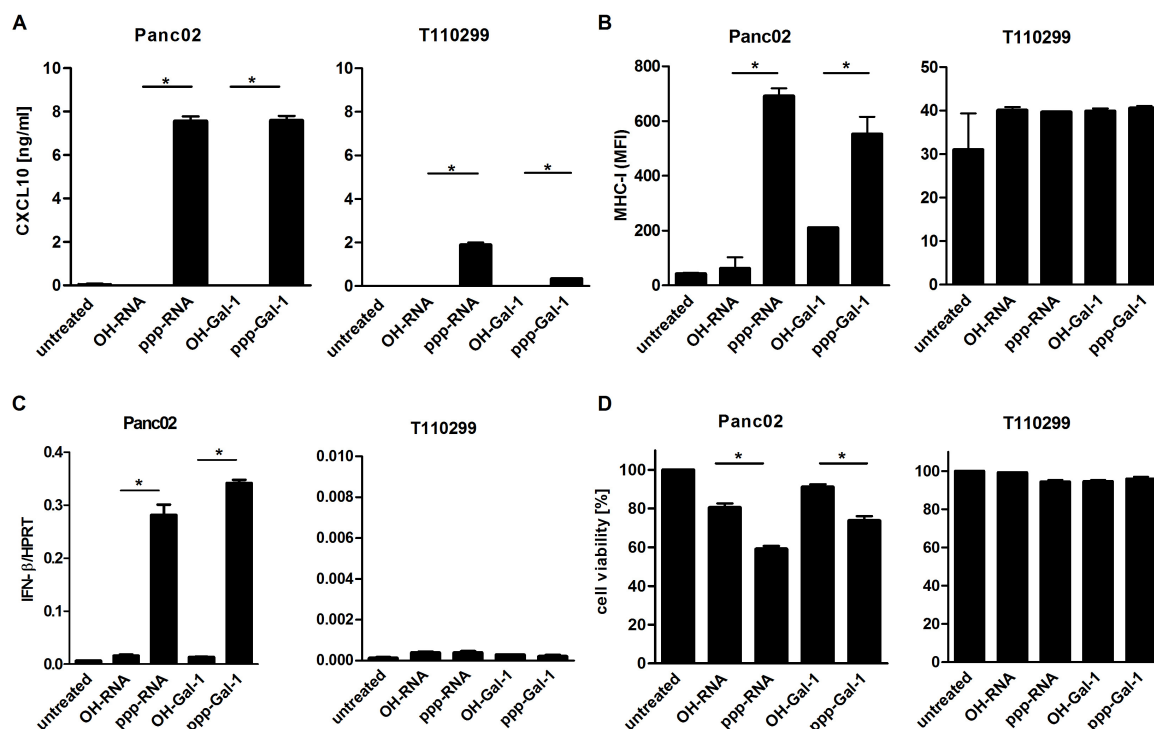 A
Panc02
T110299
CXCL10 [ng/ml]
10
8
6
4
2
0
*
*
untreated
OH-RNA
ppp-RNA
OH-Gal-1
ppp-Gal-1
10
8
6
4
2
0
*
*
untreated
OH-RNA
ppp-RNA
OH-Gal-1
ppp-Gal-1
B
Panc02
T110299
MHC-I (MFI)
800
600
400
200
0
*
*
untreated
OH-RNA
ppp-RNA
OH-Gal-1
ppp-Gal-1
50
40
30
20
10
0
untreated
OH-RNA
ppp-RNA
OH-Gal-1
ppp-Gal-1
C
Panc02
T110299
IFN-β/HPRT
0.4
0.3
0.2
0.1
0.0
*
*
untreated
OH-RNA
ppp-RNA
OH-Gal-1
ppp-Gal-1
0.010
0.008
0.006
0.004
0.002
0.000
untreated
OH-RNA
ppp-RNA
OH-Gal-1
ppp-Gal-1
D
Panc02
T110299
cell viability [%]
100
80
60
40
20
0
*
*
untreated
OH-RNA
ppp-RNA
OH-Gal-1
ppp-Gal-1
100
80
60
40
20
0
untreated
OH-RNA
ppp-RNA
OH-Gal-1
ppp-Gal-1